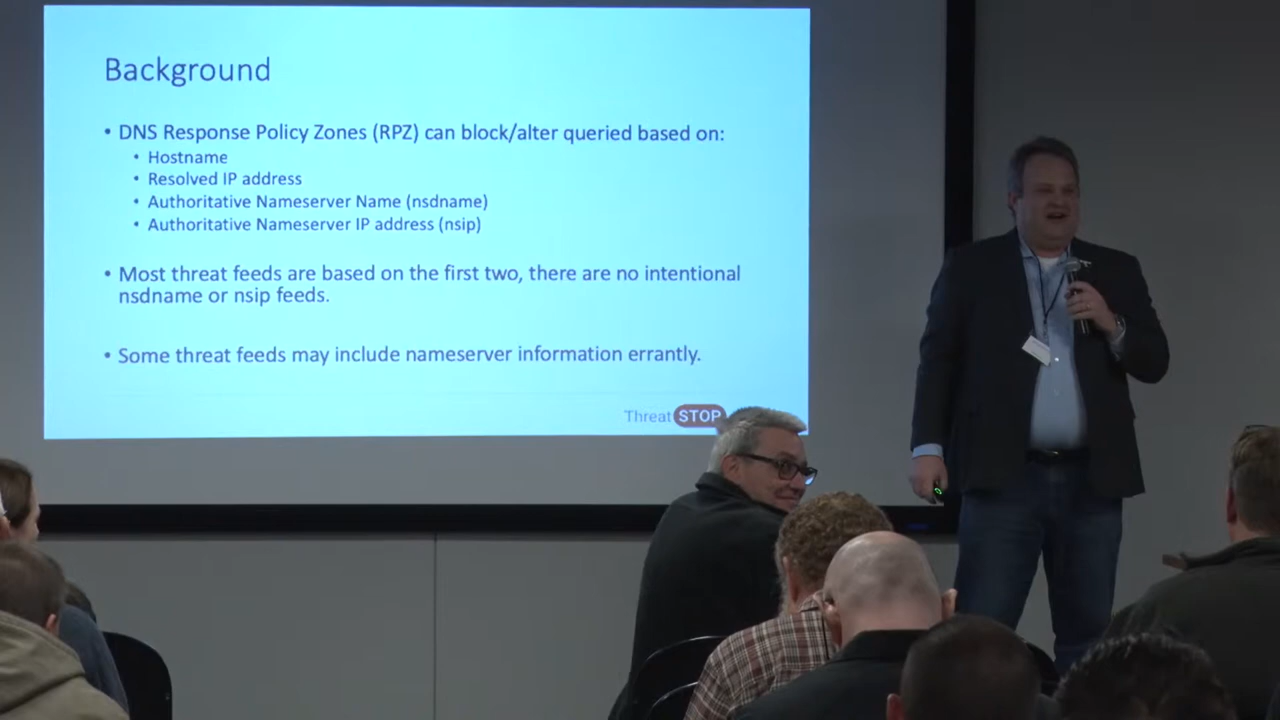 Background
• DNS Response Policy Zones (RPZ) can block/alter queried based on:
• Hostname
• Resolved IP address
• Authoritative Nameserver Name (nsdname)
• Authoritative Nameserver IP address (nsip)
• Most threat feeds are based on the first two, there are no intentional
nsdname or nsip feeds.
• Some threat feeds may include nameserver information errantly.
Threat STOP